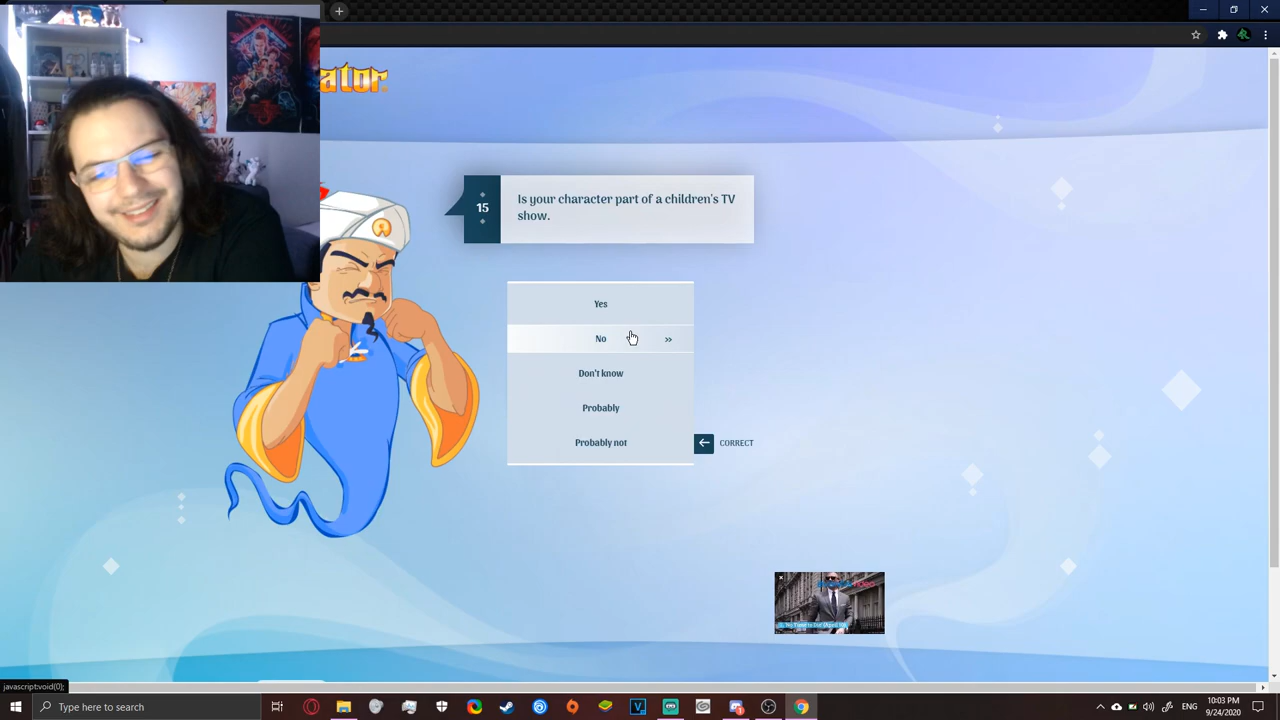 ator
15
Is your character part of a children's TV
show.
Yes
No »
Don't know
Probably
Probably not
CORRECT
javascript:void(0);
Type here to search
ENG
10:03 PM
9/24/2020